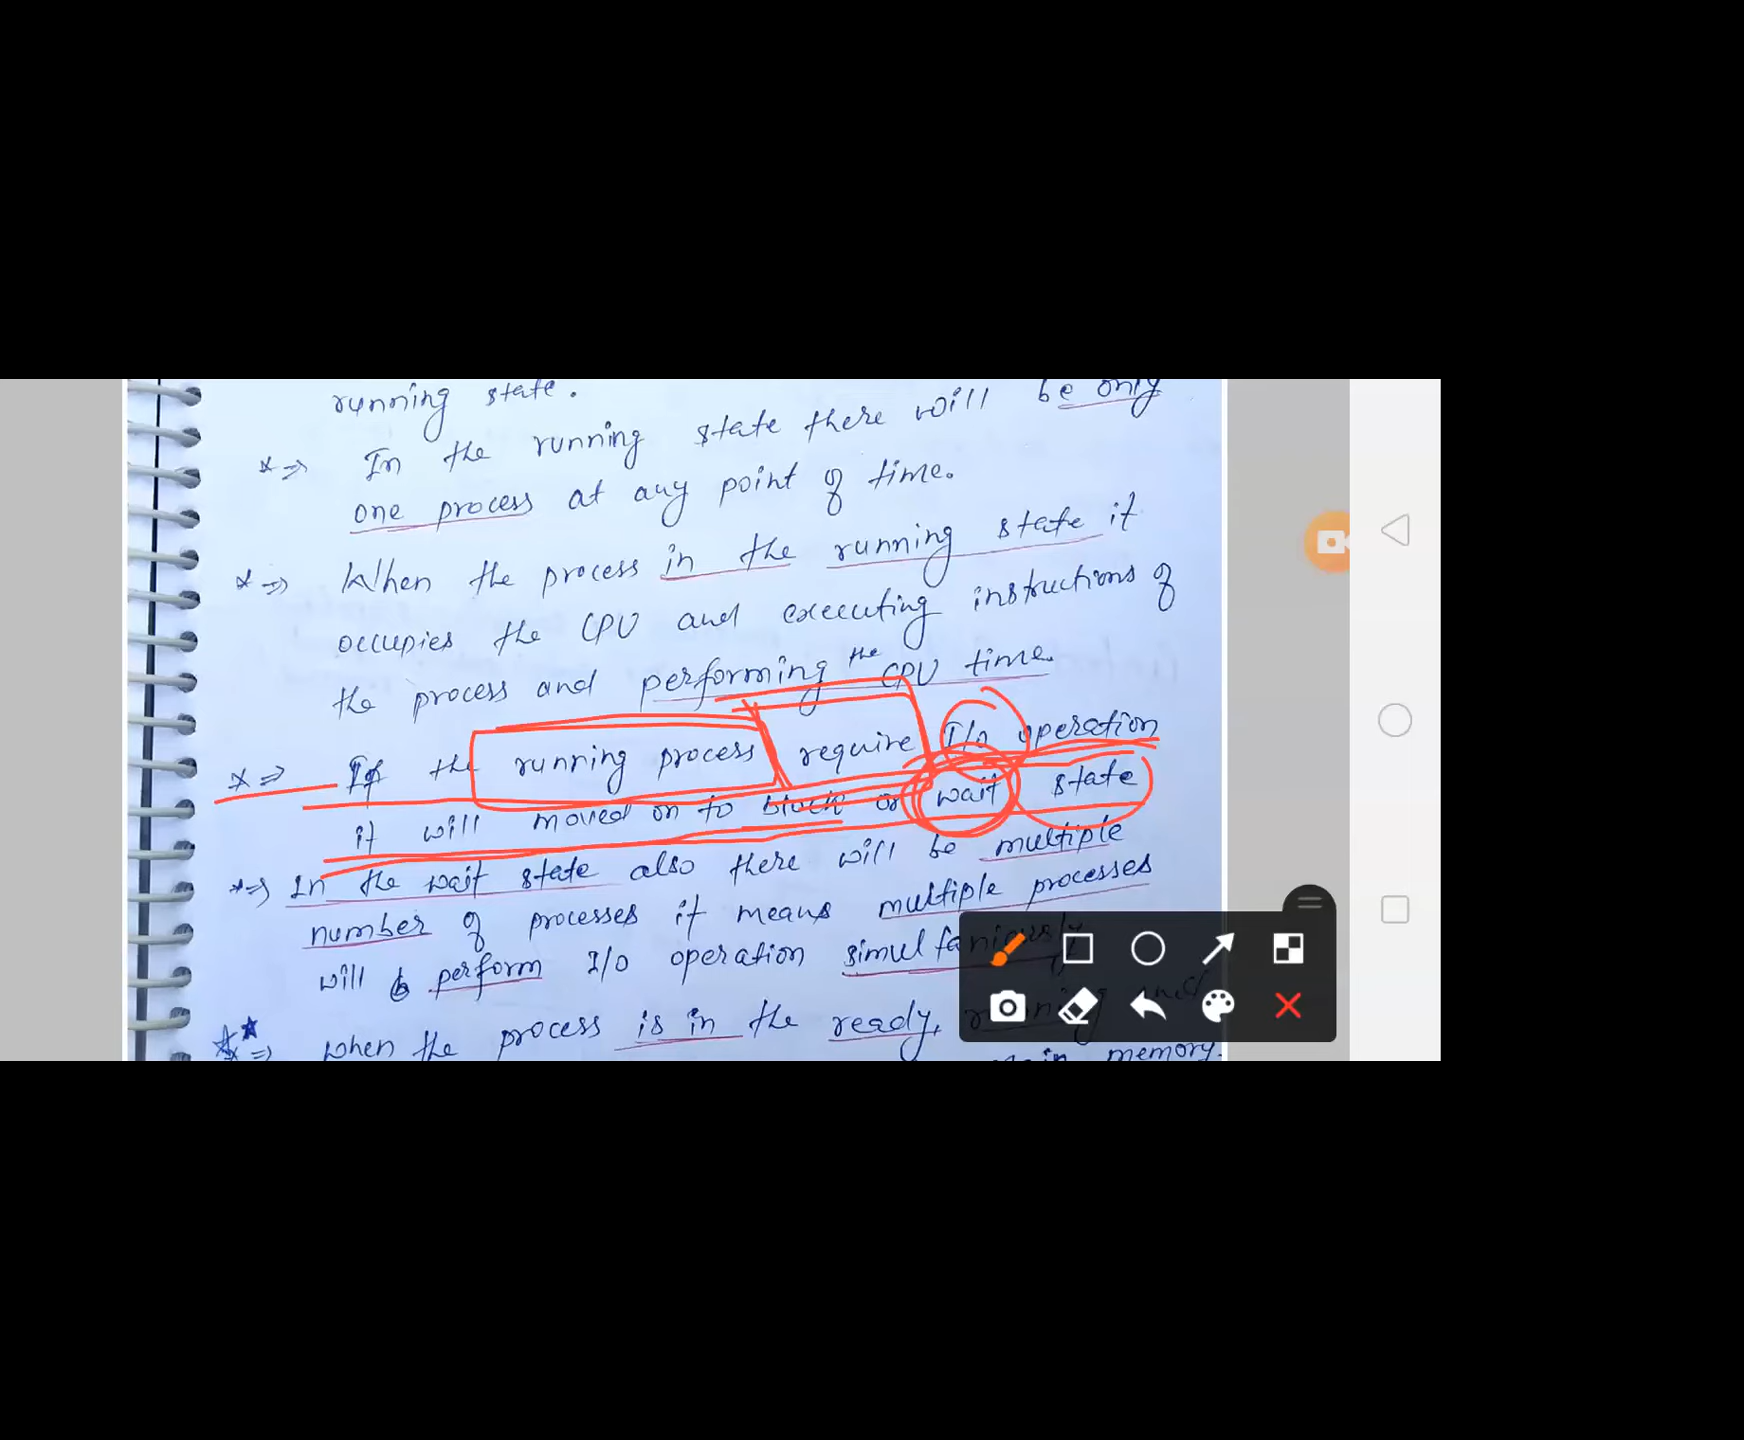 running state.
be only
*⇒ In the running state there will
one process at any point of time.
*⇒ When the process in the running state it
occupies the CPU and executing instructions of
the process and performing the CPU time.
*⇒ If the running process require I/o operation
it will moved on to block or wait state
*⇒ In the wait state also there will be multiple
number of processes it means multiple processes
will perform I/O operation simultaniously
*⇒ when the process is in the ready, running and
main memory.